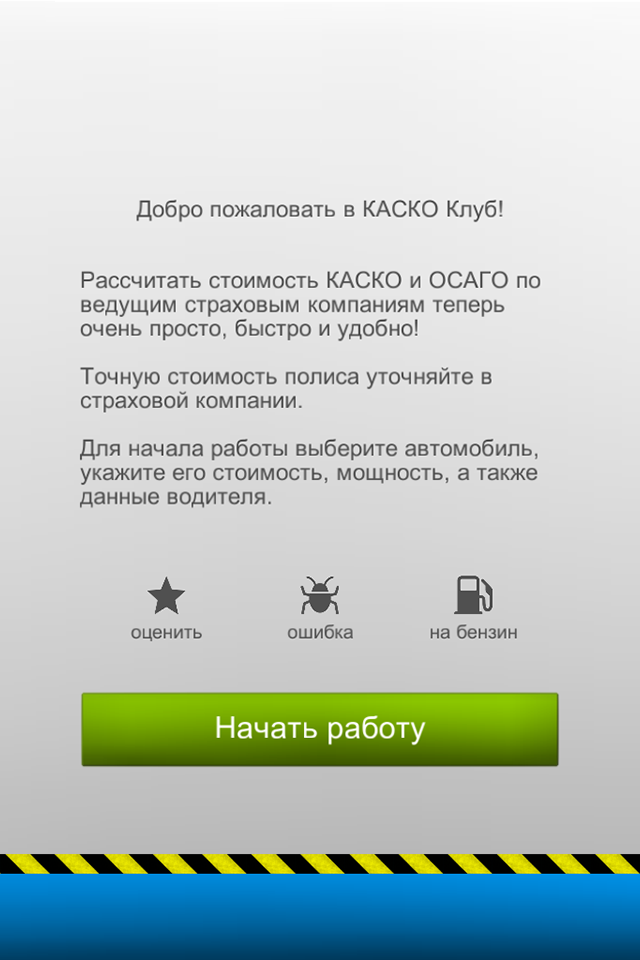 Добро пожаловать в КАСКО Клуб!
Рассчитать стоимость КАСКО и ОСАГО по
ведущим страховым компаниям теперь
очень просто, быстро и удобно!
Точную стоимость полиса уточняйте в
страховой компании.
Для начала работы выберите автомобиль,
укажите его стоимость, мощность, а также
данные водителя.
оценить ошибка на бензин
Начать работу